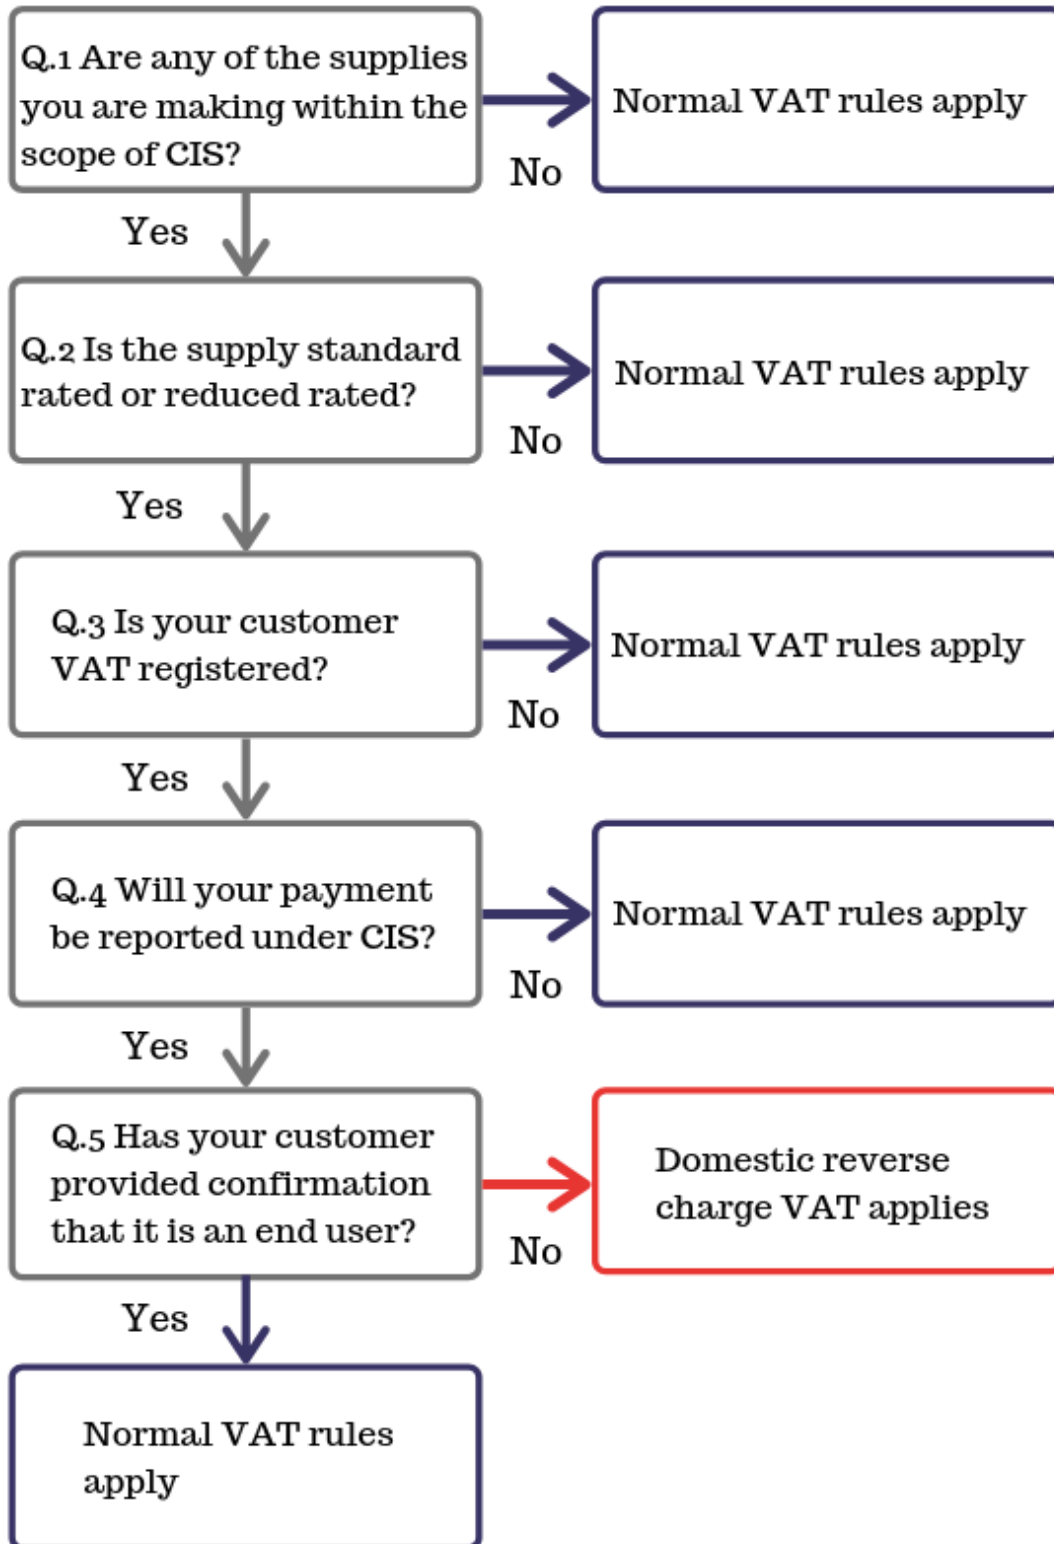 Q.1 Are any of the supplies
you are making within the
scope of CIS?
No
Normal VAT rules apply
Yes
Q.2 Is the supply standard
rated or reduced rated?
No
Normal VAT rules apply
Yes
Q.3 Is your customer
VAT registered?
No
Normal VAT rules apply
Yes
Q.4 Will your payment
be reported under CIS?
No
Normal VAT rules apply
Yes
Q.5 Has your customer
provided confirmation
that it is an end user?
No
Domestic reverse
charge VAT applies
Yes
Normal VAT rules
apply